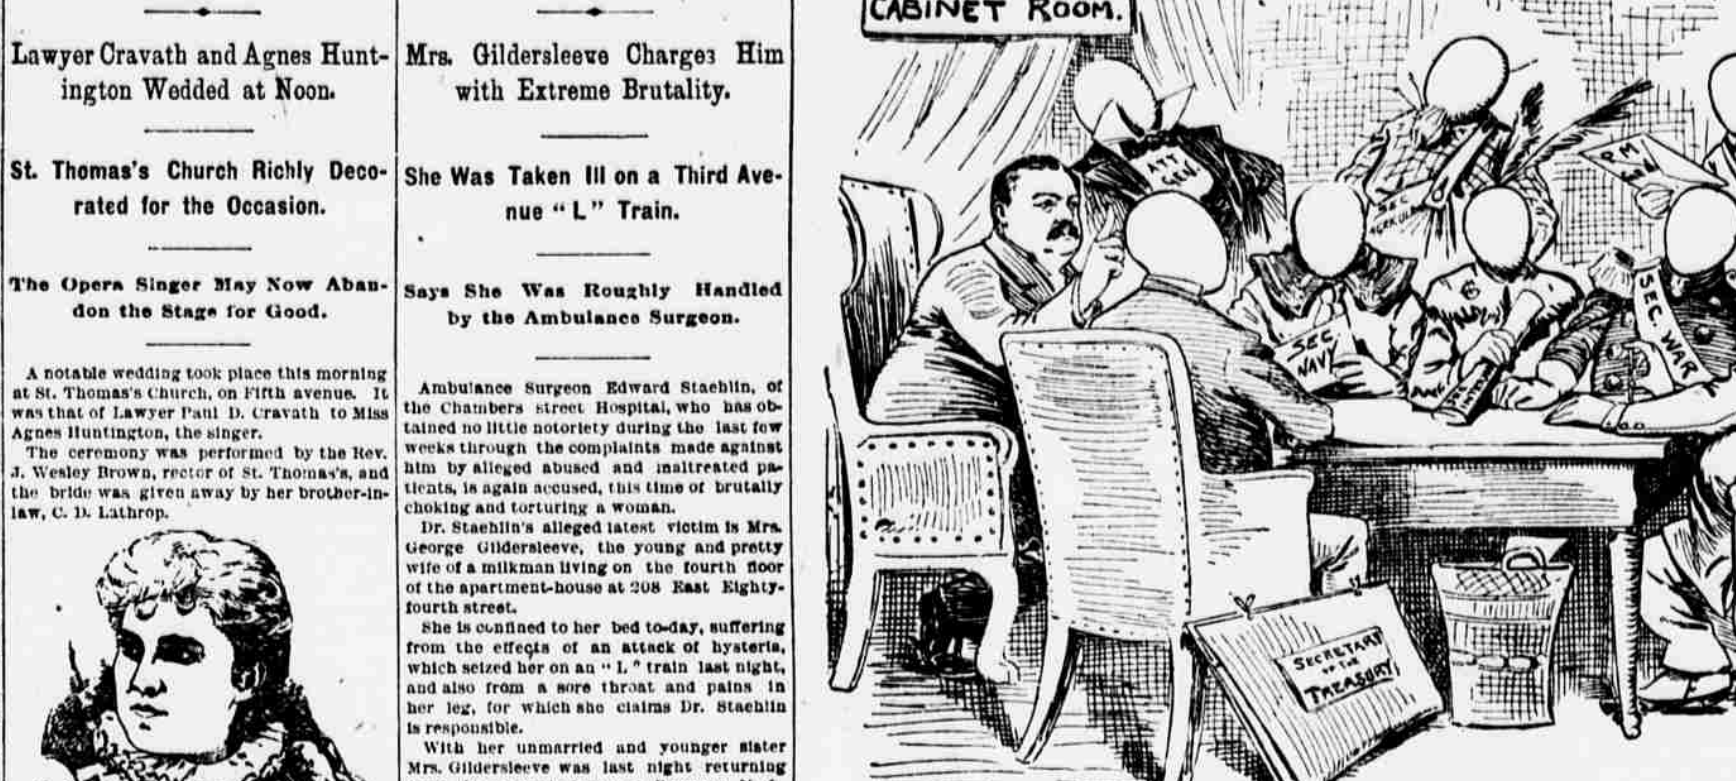 Lawyer Cravath and Agnes Hunt-
ington Wedded at Noon.
St. Thomas's Church Richly Deco-
rated for the Occasion.
The Opera Singer May Now Aban-
don the Stage for Good.
A notable wedding took place this morning
at St. Thomas's Church, on Fifth avenue. It
was that of Lawyer Paul D. Cravath to Miss
Agnes Huntington, the singer.
The ceremony was performed by the Rev.
J. Wesley Brown, rector of St. Thomas's, and
the bride was given away by her brother-in-
law, C. D. Lathrop.
Mrs. Gildersleeve Charges Him
with Extreme Brutality.
She Was Taken Ill on a Third Ave-
nue "L" Train.
Says She Was Roughly Handled
by the Ambulance Surgeon.
Ambulance Surgeon Edward Staehlin, of
the Chambers street Hospital, who has ob-
tained no little notoriety during the last few
weeks through the complaints made against
him by alleged abused and maltreated pa-
tients, is again accused, this time of brutally
choking and torturing a woman.
Dr. Staehlin's alleged latest victim is Mrs.
George Gildersleeve, the young and pretty
wife of a milkman living on the fourth floor
of the apartment-house at 208 East Eighty-
fourth street.
She is confined to her bed to-day, suffering
from the effects of an attack of hysteria,
which seized her on an "L" train last night,
and also from a sore throat and pains in
her leg, for which she claims Dr. Staehlin
is responsible.
With her unmarried and younger sister
Mrs. Gildersleeve was last night returning
CABINET ROOM.
ATT
GEN.
SEC
P M
SEC
NAVY
SEC. WAR
SECRETARY
OF THE
TREASURY